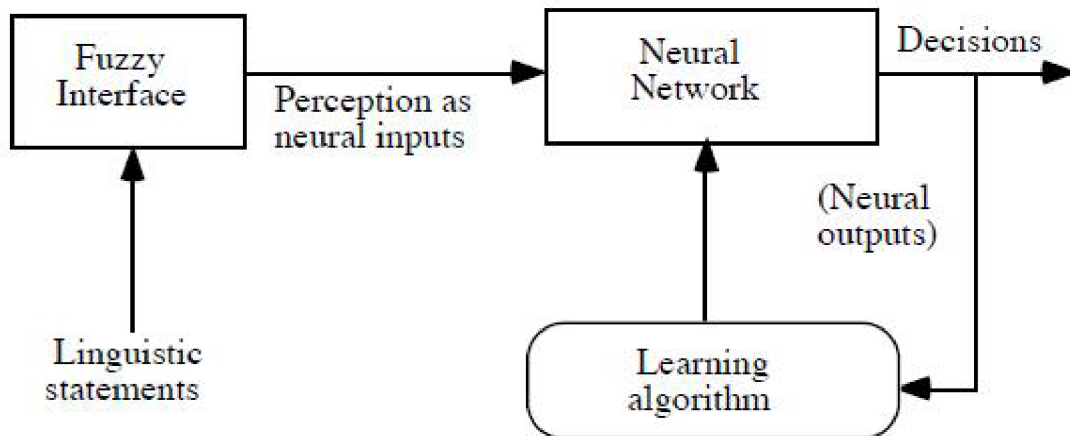 Fuzzy
Interface
Perception as
neural inputs
Neural
Network
Decisions
(Neural
outputs)
Linguistic
statements
Learning
algorithm